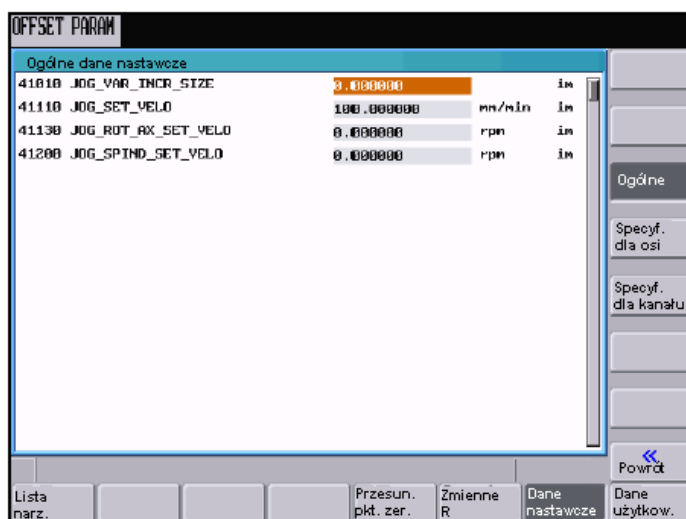 OFFSET PARAM
Ogólne dane nastawcze
41010 JOG_VAR_INCR_SIZE 0.000000 im
41110 JOG_SET_VELO 100.000000 mm/min im
41130 JOG_ROT_AX_SET_VELO 0.000000 rpm im
41200 JOG_SPIND_SET_VELO 0.000000 rpm im
Ogólne
Specyf.
dla osi
Specyf.
dla kanału
Powrót
Lista
narz.
Przesun.
pkt. zer.
Zmienne
R
Dane
nastawcze
Dane
użytkow.